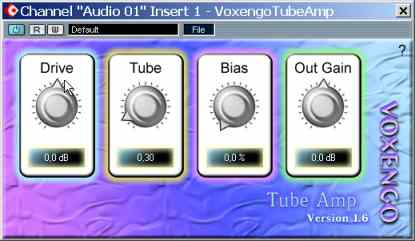 Channel "Audio 01" Insert 1 - VoxengoTubeAmp
R W Default File
?
Drive Tube Bias Out Gain
0,0 dB 0,30 0,0 % 0,0 dB
VOXENGO
Tube Amp
Version 1.6